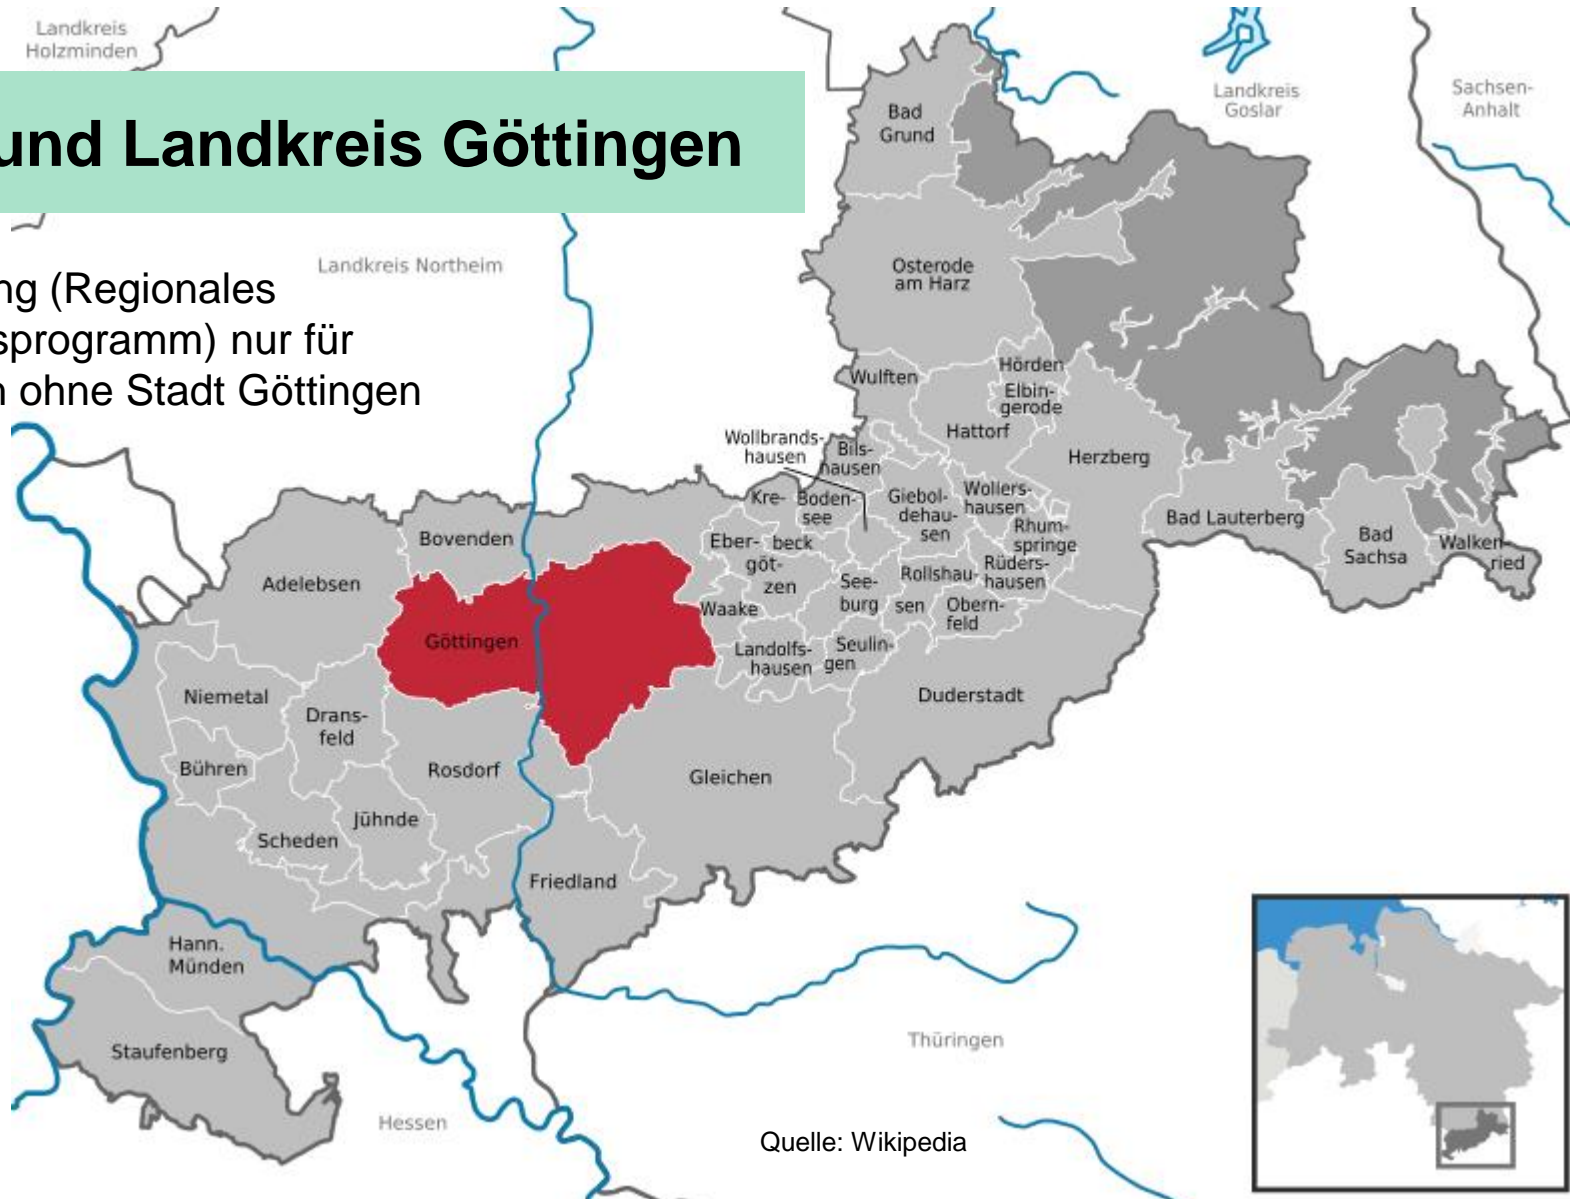 Landkreis
Holzminden
und Landkreis Göttingen
Landkreis Northeim
ng (Regionales
sprogramm) nur für
n ohne Stadt Göttingen
Landkreis
Goslar
Sachsen-
Anhalt
Bad
Grund
Osterode
am Harz
Wulften
Hörden
Elbin-
gerode
Hattorf
Herzberg
Wollbrands-
hausen
Bils-
hausen
Kre-
beck
Boden-
see
Giebol-
dehau-
sen
Wollers-
hausen
Rhum-
springe
Bad Lauterberg
Bad
Sachsa
Walken-
ried
Bovenden
Adelebsen
Eber-
göt-
zen
See-
burg
Rollshau-
sen
Rüders-
hausen
Obern-
feld
Waake
Göttingen
Landolfs-
hausen
Seulin-
gen
Duderstadt
Niemetal
Drans-
feld
Bühren
Rosdorf
Gleichen
Jühnde
Scheden
Friedland
Hann.
Münden
Staufenberg
Thüringen
Hessen
Quelle: Wikipedia